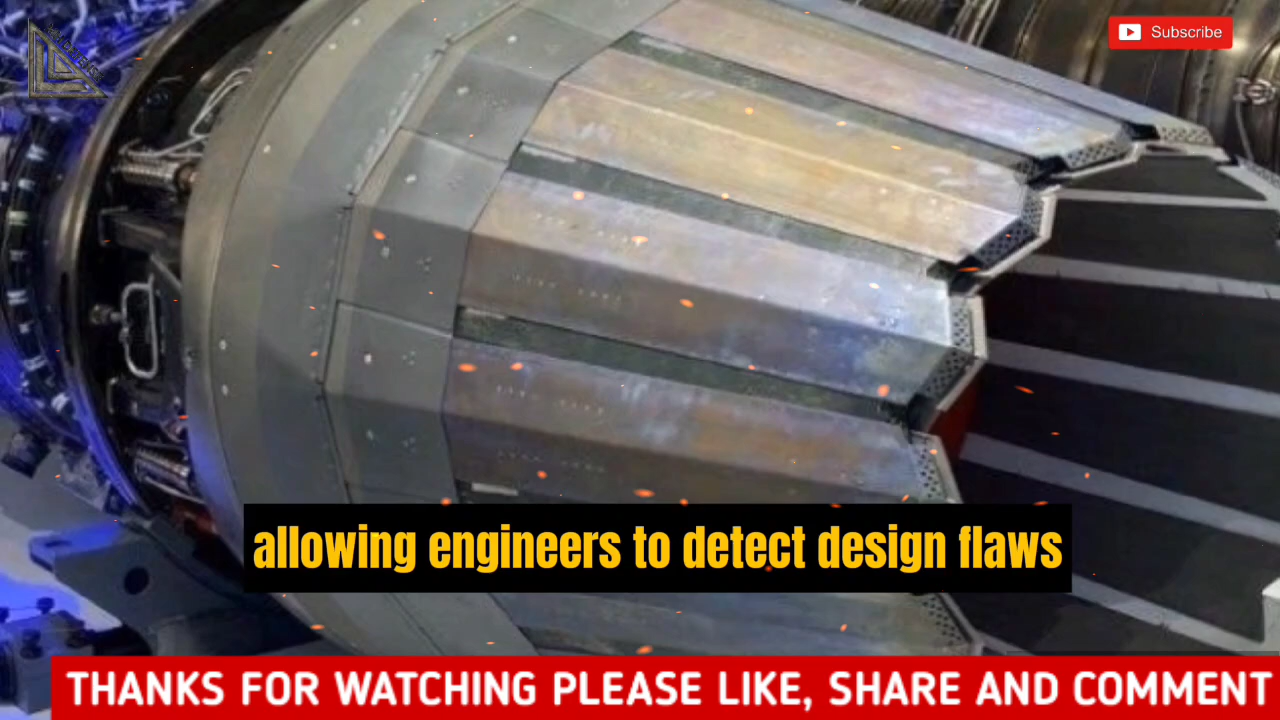 Subscribe
allowing engineers to detect design flaws
THANKS FOR WATCHING PLEASE LIKE, SHARE AND COMMENT